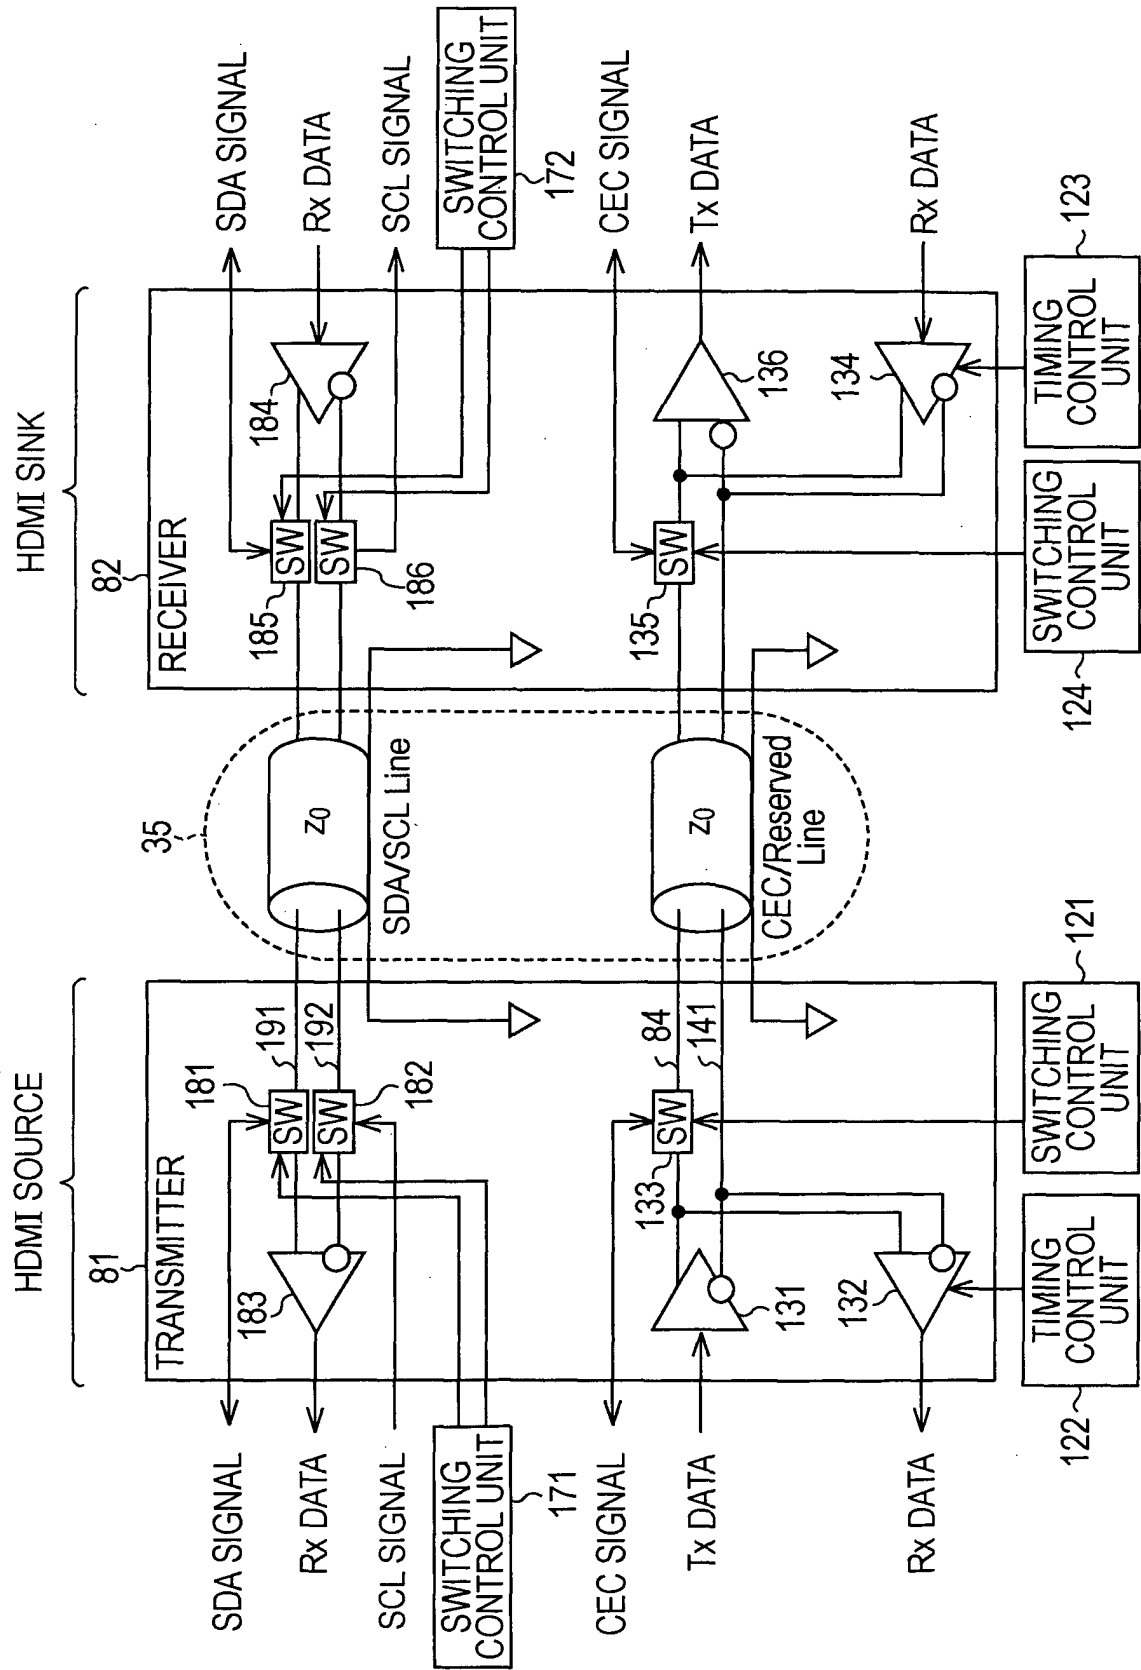 HDMI SOURCE
HDMI SINK
81
TRANSMITTER
35
82
RECEIVER
SDA SIGNAL
181
191
SW
185
SW
184
SDA SIGNAL
Rx DATA
183
192
Z0
Rx DATA
SCL SIGNAL
SW
182
SDA/SCL Line
SW
186
SCL SIGNAL
SWITCHING
CONTROL UNIT
171
SWITCHING
CONTROL UNIT
172
CEC SIGNAL
133
SW
84
135
SW
CEC SIGNAL
Tx DATA
131
141
Z0
136
Tx DATA
CEC/Reserved
Line
Rx DATA
132
134
Rx DATA
122
TIMING
CONTROL
UNIT
SWITCHING
CONTROL
UNIT
121
124
SWITCHING
CONTROL
UNIT
TIMING
CONTROL
UNIT
123